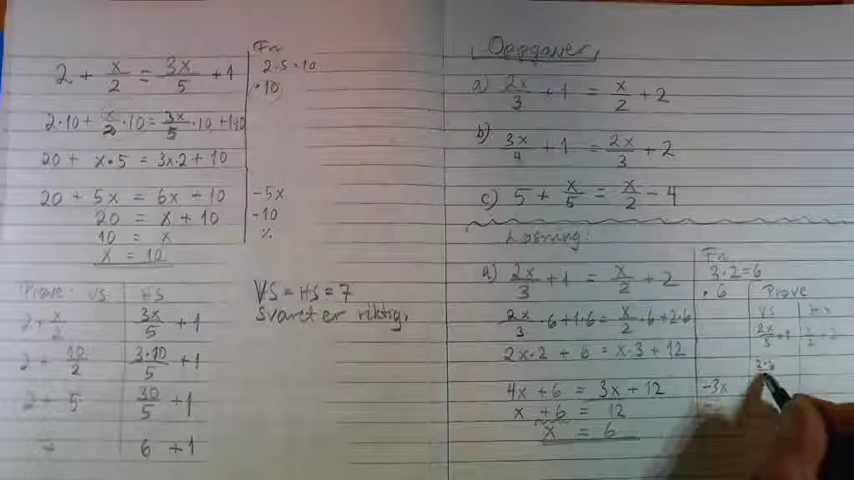 2 + x/2 = 3x/5 + 1
Fn
2·5=10
·10
2·10 + x/2 ·10 = 3x/5 ·10 + 1·10
20 + x·5 = 3x·2 + 10
20 + 5x = 6x + 10
-5x
20 = x + 10
-10
10 = x
%
x = 10
Prøve: VS HS
2 + x/2
3x/5 + 1
2 + 10/2
3·10/5 + 1
2 + 5
30/5 + 1
6 + 1
VS = HS = 7
Svaret er riktig.
Oppgaver
a) 2x/3 + 1 = x/2 + 2
b) 3x/4 + 1 = 2x/3 + 2
c) 5 + x/5 = x/2 - 4
Løsning:
a) 2x/3 + 1 = x/2 + 2
Fn
3·2=6
·6
2x/3 ·6 + 1·6 = x/2 ·6 + 2·6
2x·2 + 6 = x·3 + 12
4x + 6 = 3x + 12
-3x
x + 6 = 12
x = 6
Prøve
VS
2x/3 + 1
x/2 + 2